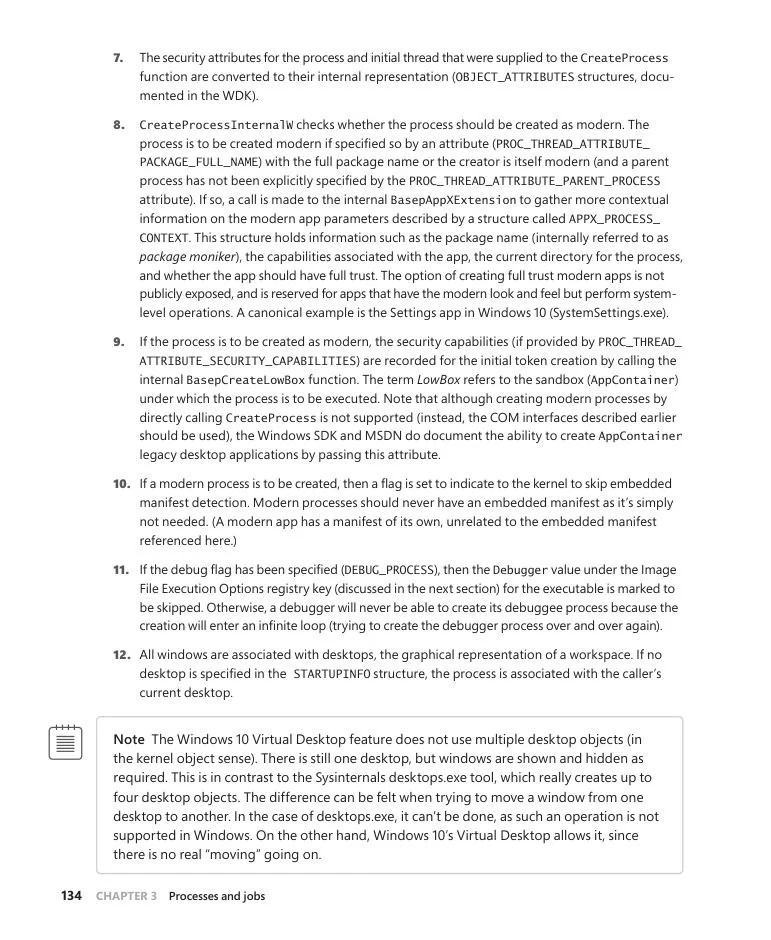 7. The security attributes for the process and initial thread that were supplied to the CreateProcess
function are converted to their internal representation (OBJECT_ATTRIBUTES structures, docu-
mented in the WDK).
8. CreateProcessInternalW checks whether the process should be created as modern. The
process is to be created modern if specified so by an attribute (PROC_THREAD_ATTRIBUTE_
PACKAGE_FULL_NAME) with the full package name or the creator is itself modern (and a parent
process has not been explicitly specified by the PROC_THREAD_ATTRIBUTE_PARENT_PROCESS
attribute). If so, a call is made to the internal BasepAppXExtension to gather more contextual
information on the modern app parameters described by a structure called APPX_PROCESS_
CONTEXT. This structure holds information such as the package name (internally referred to as
package moniker), the capabilities associated with the app, the current directory for the process,
and whether the app should have full trust. The option of creating full trust modern apps is not
publicly exposed, and is reserved for apps that have the modern look and feel but perform system-
level operations. A canonical example is the Settings app in Windows 10 (SystemSettings.exe).
9. If the process is to be created as modern, the security capabilities (if provided by PROC_THREAD_
ATTRIBUTE_SECURITY_CAPABILITIES) are recorded for the initial token creation by calling the
internal BasepCreateLowBox function. The term LowBox refers to the sandbox (AppContainer)
under which the process is to be executed. Note that although creating modern processes by
directly calling CreateProcess is not supported (instead, the COM interfaces described earlier
should be used), the Windows SDK and MSDN do document the ability to create AppContainer
legacy desktop applications by passing this attribute.
10. If a modern process is to be created, then a flag is set to indicate to the kernel to skip embedded
manifest detection. Modern processes should never have an embedded manifest as it's simply
not needed. (A modern app has a manifest of its own, unrelated to the embedded manifest
referenced here.)
11. If the debug flag has been specified (DEBUG_PROCESS), then the Debugger value under the Image
File Execution Options registry key (discussed in the next section) for the executable is marked to
be skipped. Otherwise, a debugger will never be able to create its debuggee process because the
creation will enter an infinite loop (trying to create the debugger process over and over again).
12. All windows are associated with desktops, the graphical representation of a workspace. If no
desktop is specified in the STARTUPINFO structure, the process is associated with the caller's
current desktop.
Note The Windows 10 Virtual Desktop feature does not use multiple desktop objects (in
the kernel object sense). There is still one desktop, but windows are shown and hidden as
required. This is in contrast to the Sysinternals desktops.exe tool, which really creates up to
four desktop objects. The difference can be felt when trying to move a window from one
desktop to another. In the case of desktops.exe, it can't be done, as such an operation is not
supported in Windows. On the other hand, Windows 10's Virtual Desktop allows it, since
there is no real "moving" going on.
134 CHAPTER 3 Processes and jobs